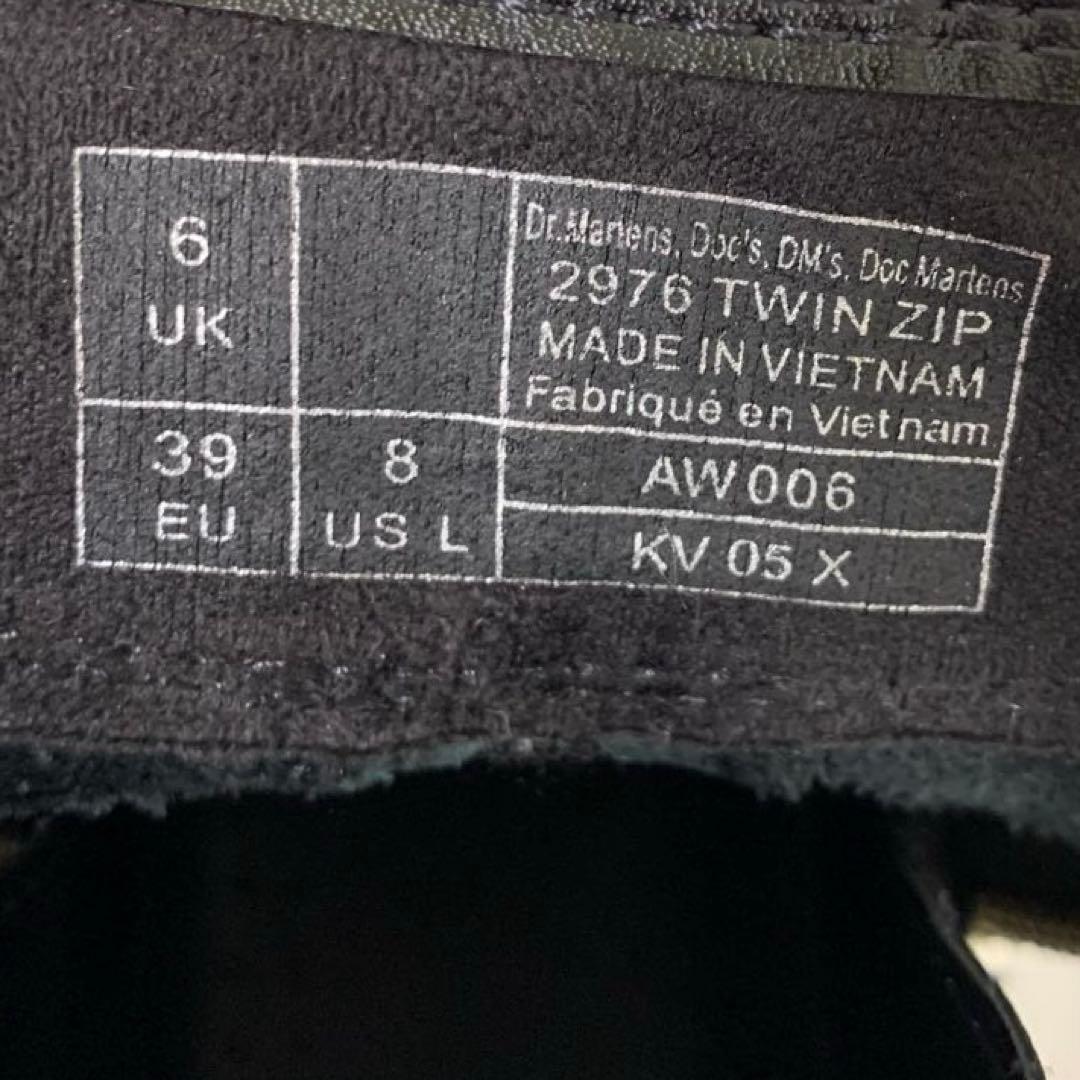 6
UK
39
EU
8
US L
Dr.Martens, Doc's, DM's, Doc Martens
2976 TWIN ZIP
MADE IN VIETNAM
Fabriqué en Vietnam
AW006
KV 05 X